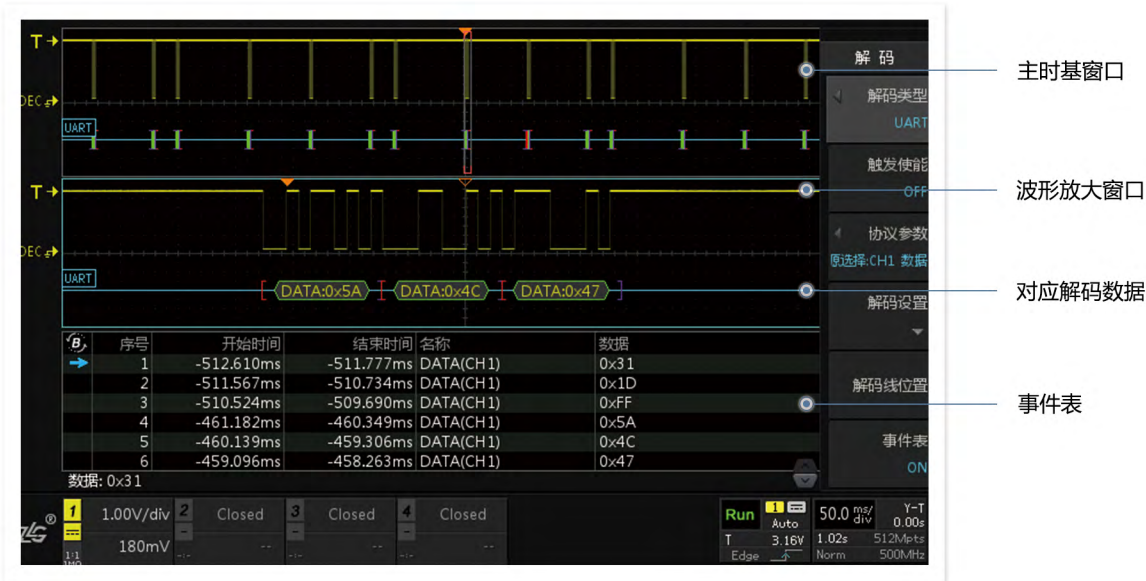 T
解 码
主时基窗口
解码类型
DEC
UART
UART
触发使能
T
波形放大窗口
OFF
协议参数
DEC
原选择:CH1 数据
UART
DATA:0x5A
DATA:0x4C
DATA:0x47
对应解码数据
解码设置
B 序号 开始时间 结束时间 名称 数据
1 -512.610ms -511.777ms DATA(CH1) 0x31
2 -511.567ms -510.734ms DATA(CH1) 0x1D
解码线位置
3 -510.524ms -509.690ms DATA(CH1) 0xFF
事件表
4 -461.182ms -460.349ms DATA(CH1) 0x5A
5 -460.139ms -459.306ms DATA(CH1) 0x4C
事件表
6 -459.096ms -458.263ms DATA(CH1) 0x47
ON
数据: 0x31
ZLG®
1 1.00V/div 2 Closed 3 Closed 4 Closed
180mV -- -- --
1:1 -:- -:- -:-
1MΩ
Run 1 Auto 50.0 ms/div Y-T 0.00s
T 3.16V 1.02s 512Mpts
Edge Norm 500MHz